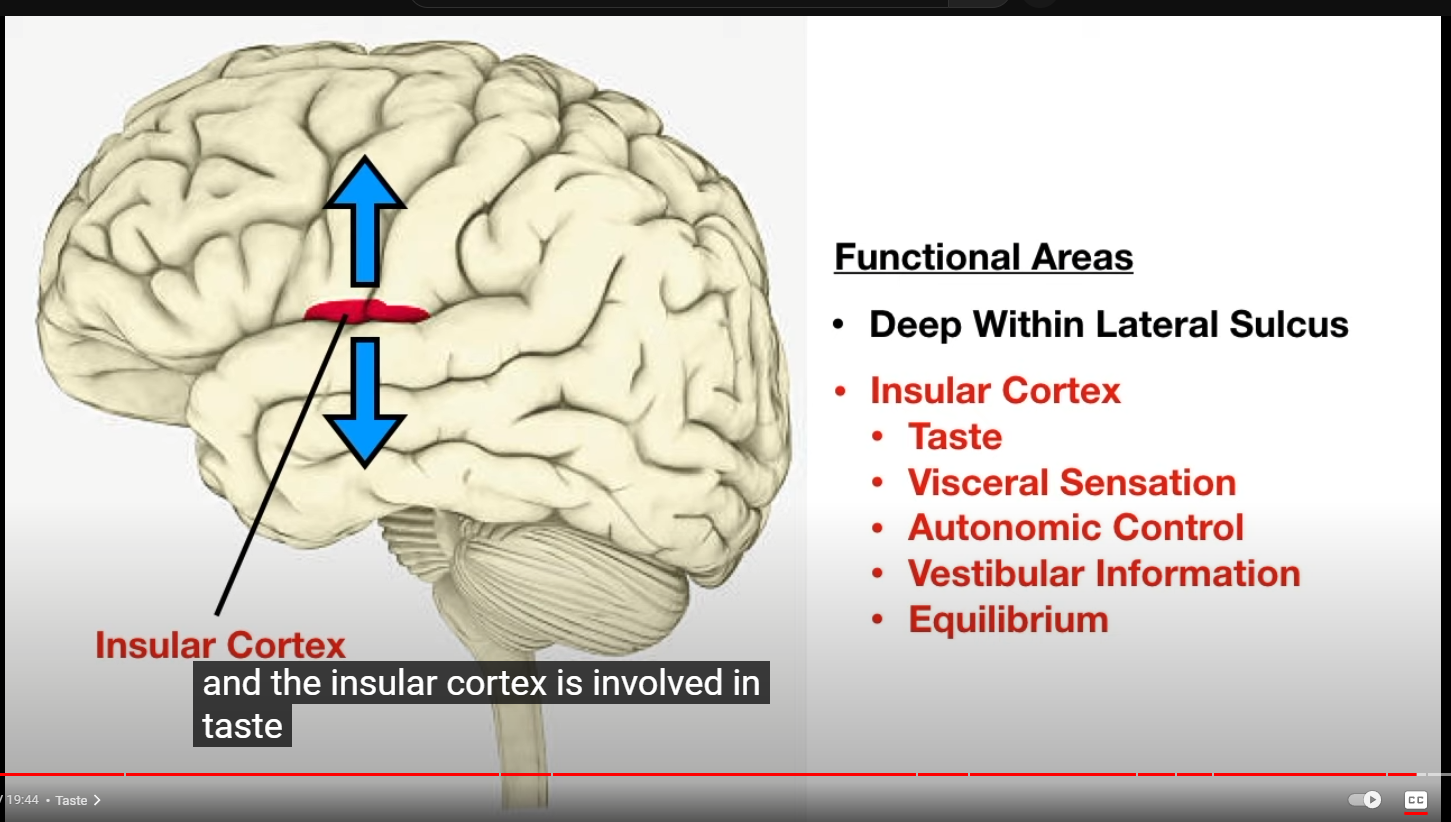 Functional Areas
• Deep Within Lateral Sulcus
• Insular Cortex
• Taste
• Visceral Sensation
• Autonomic Control
• Vestibular Information
• Equilibrium
Insular Cortex
and the insular cortex is involved in
taste
/ 19:44 • Taste >
CC